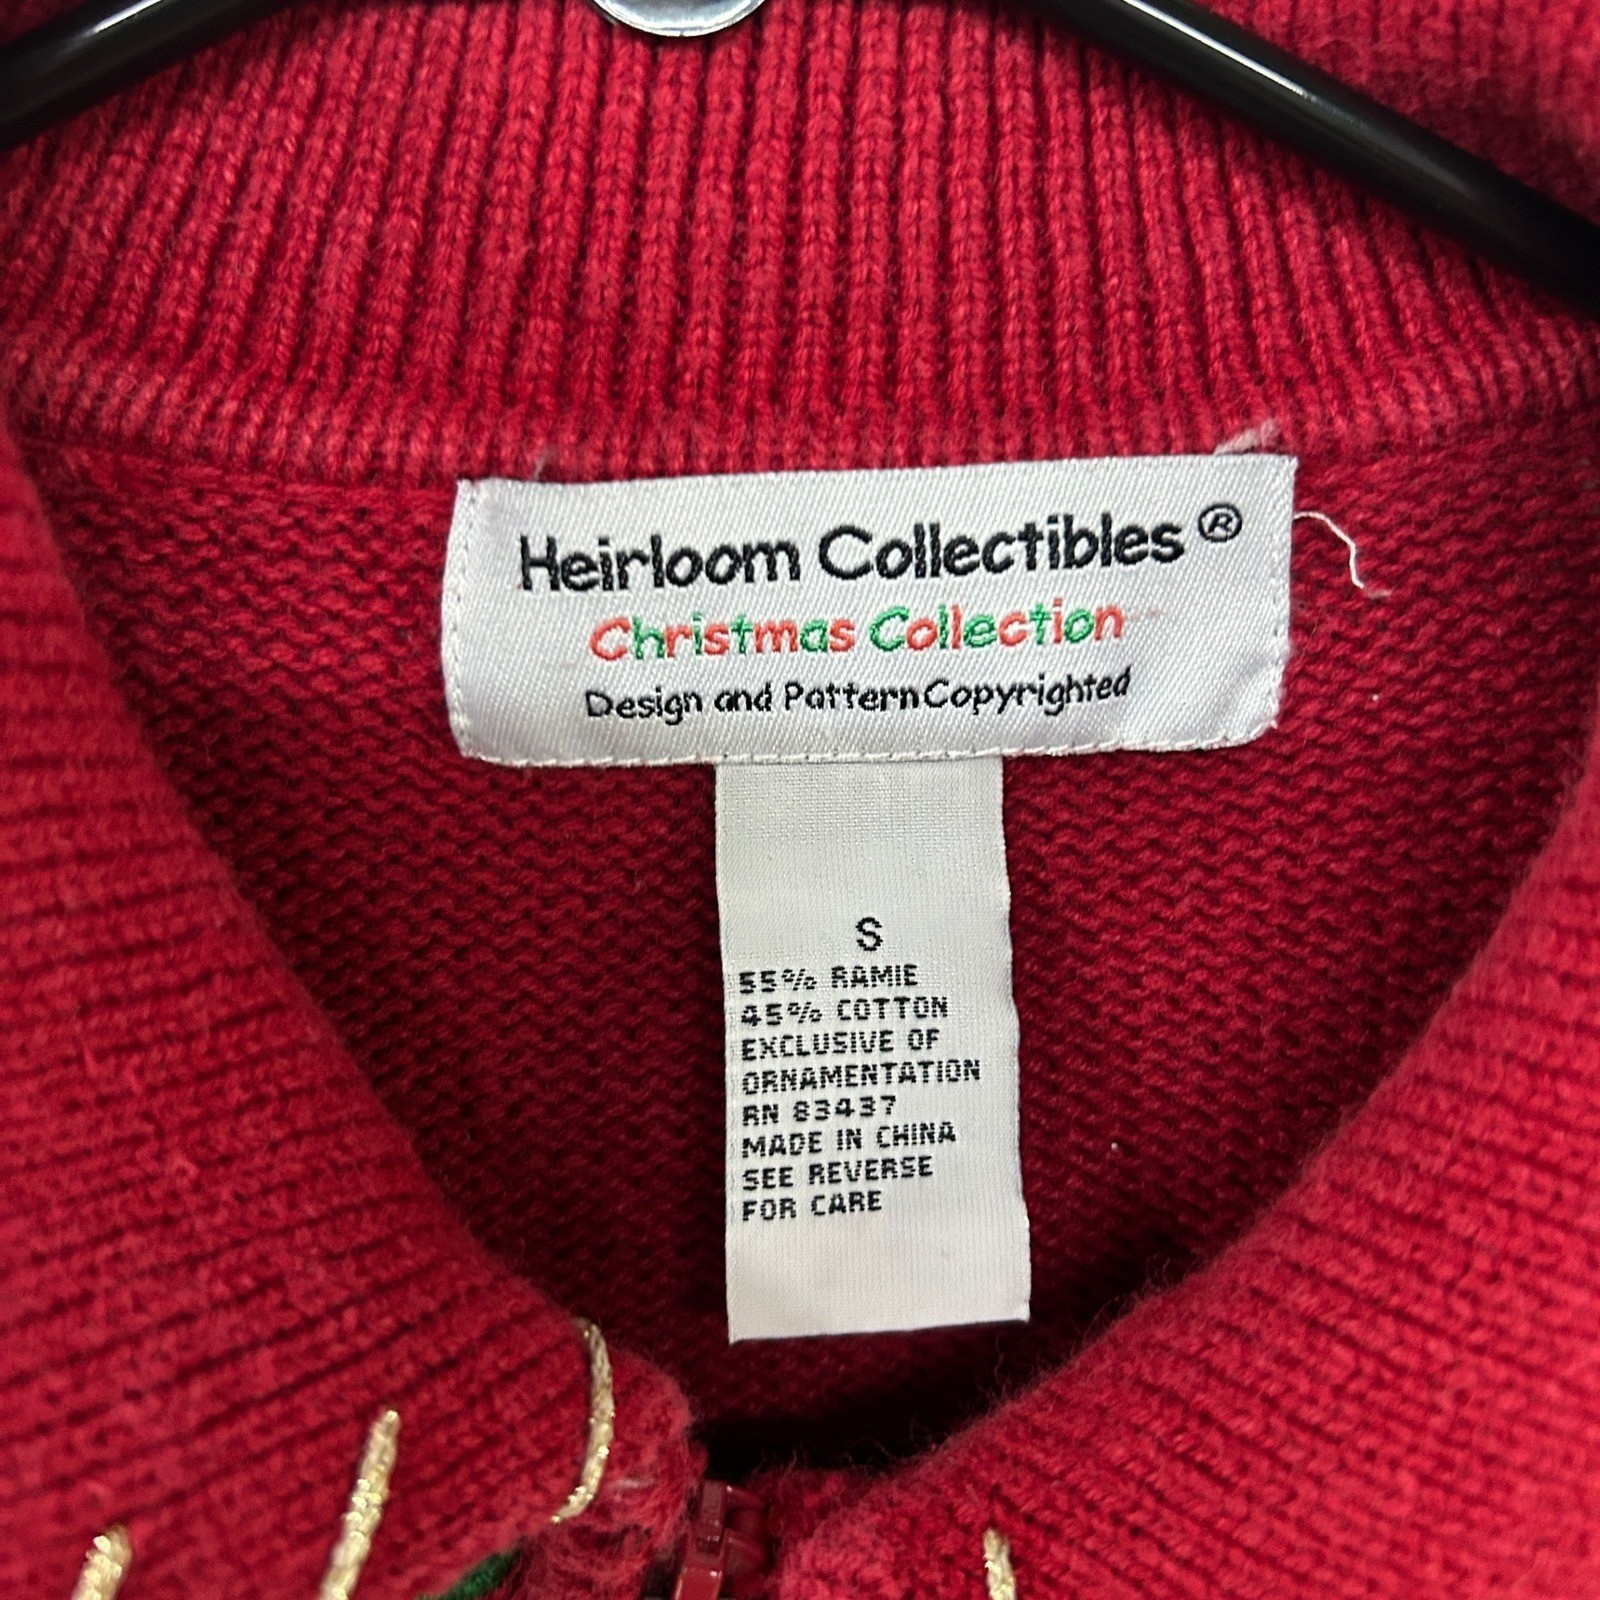 Heirloom Collectibles®
Christmas Collection
Design and Pattern Copyrighted
S
55% RAMIE
45% COTTON
EXCLUSIVE OF
ORNAMENTATION
RN 83437
MADE IN CHINA
SEE REVERSE
FOR CARE